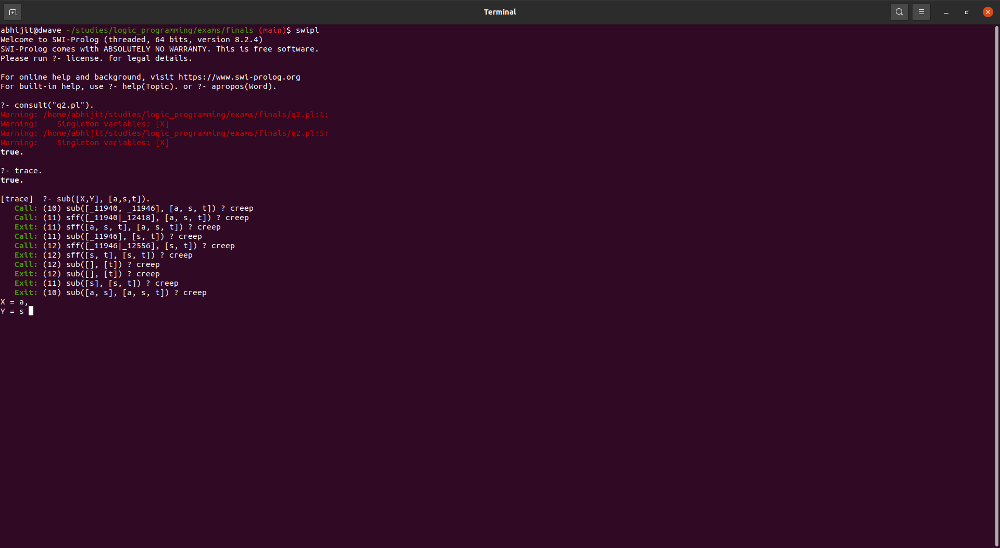 Terminal
abhijit@dwave ~/studies/logic_programming/exams/finals (main)$ swipl
Welcome to SWI-Prolog (threaded, 64 bits, version 8.2.4)
SWI-Prolog comes with ABSOLUTELY NO WARRANTY. This is free software.
Please run ?- license. for legal details.
For online help and background, visit https://www.swi-prolog.org
For built-in help, use ?- help(Topic). or ?- apropos(Word).
?- consult("q2.pl").
Warning: /home/abhijit/studies/logic_programming/exams/finals/q2.pl:1:
Warning:    Singleton variables: [X]
Warning: /home/abhijit/studies/logic_programming/exams/finals/q2.pl:5:
Warning:    Singleton variables: [X]
true.
?- trace.
true.
[trace]  ?- sub([X,Y], [a,s,t]).
   Call: (10) sub([_11940, _11946], [a, s, t]) ? creep
   Call: (11) sff([_11940|_12418], [a, s, t]) ? creep
   Exit: (11) sff([a, s, t], [a, s, t]) ? creep
   Call: (11) sub([_11946], [s, t]) ? creep
   Call: (12) sff([_11946|_12556], [s, t]) ? creep
   Exit: (12) sff([s, t], [s, t]) ? creep
   Call: (12) sub([], [t]) ? creep
   Exit: (12) sub([], [t]) ? creep
   Exit: (11) sub([s], [s, t]) ? creep
   Exit: (10) sub([a, s], [a, s, t]) ? creep
X = a,
Y = s